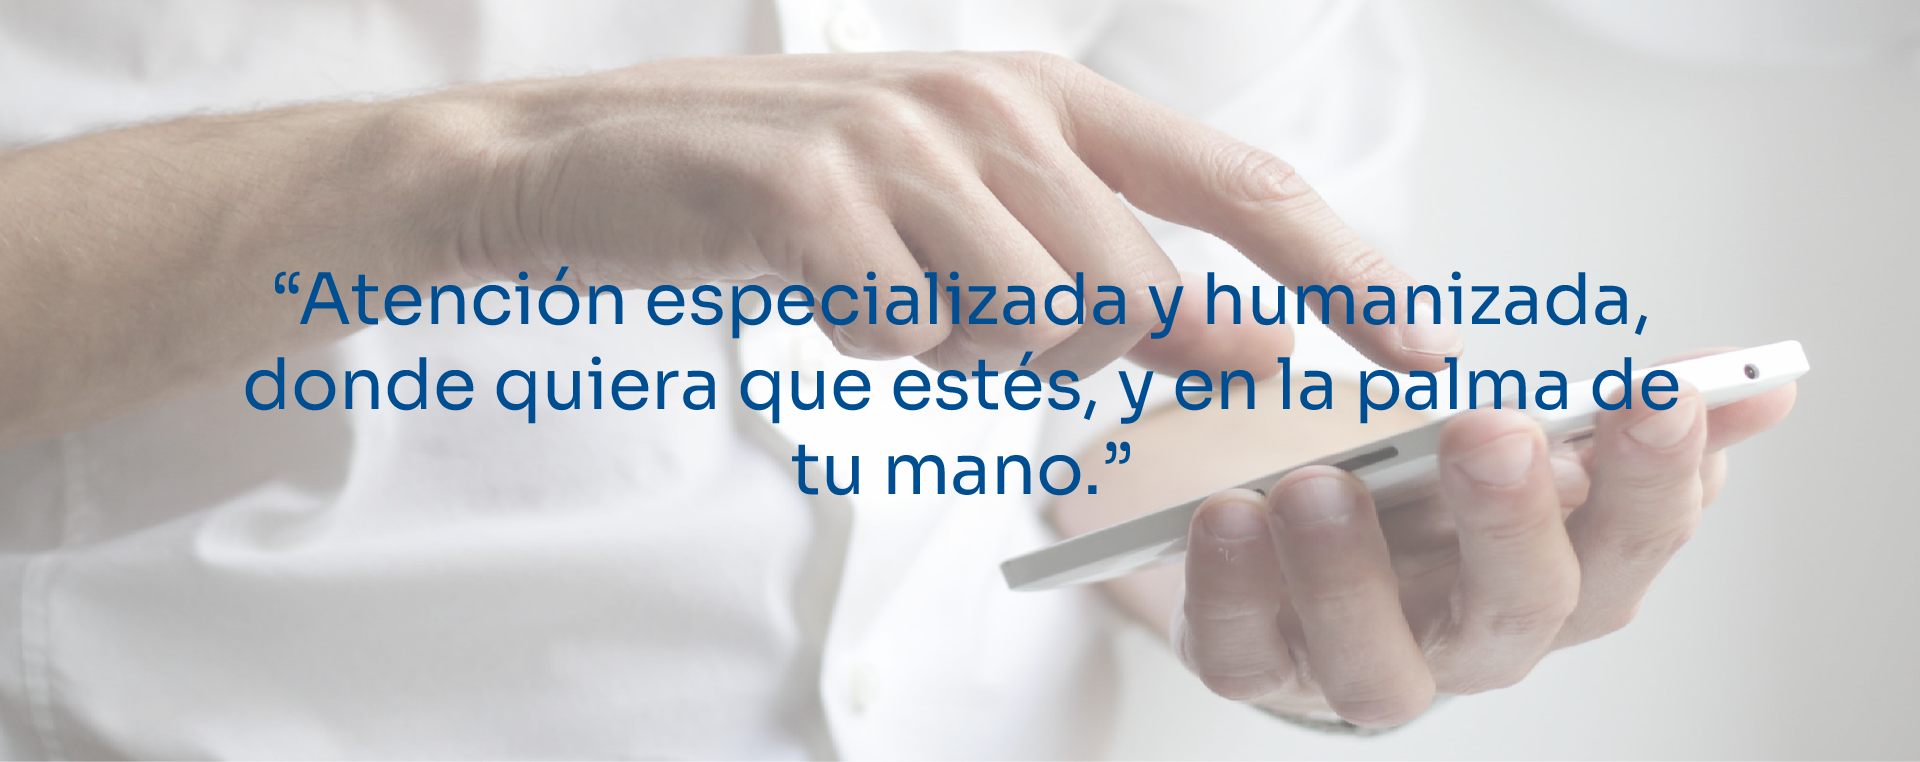 “Atención especializada y humanizada,
donde quiera que estés, y en la palma de
tu mano.”